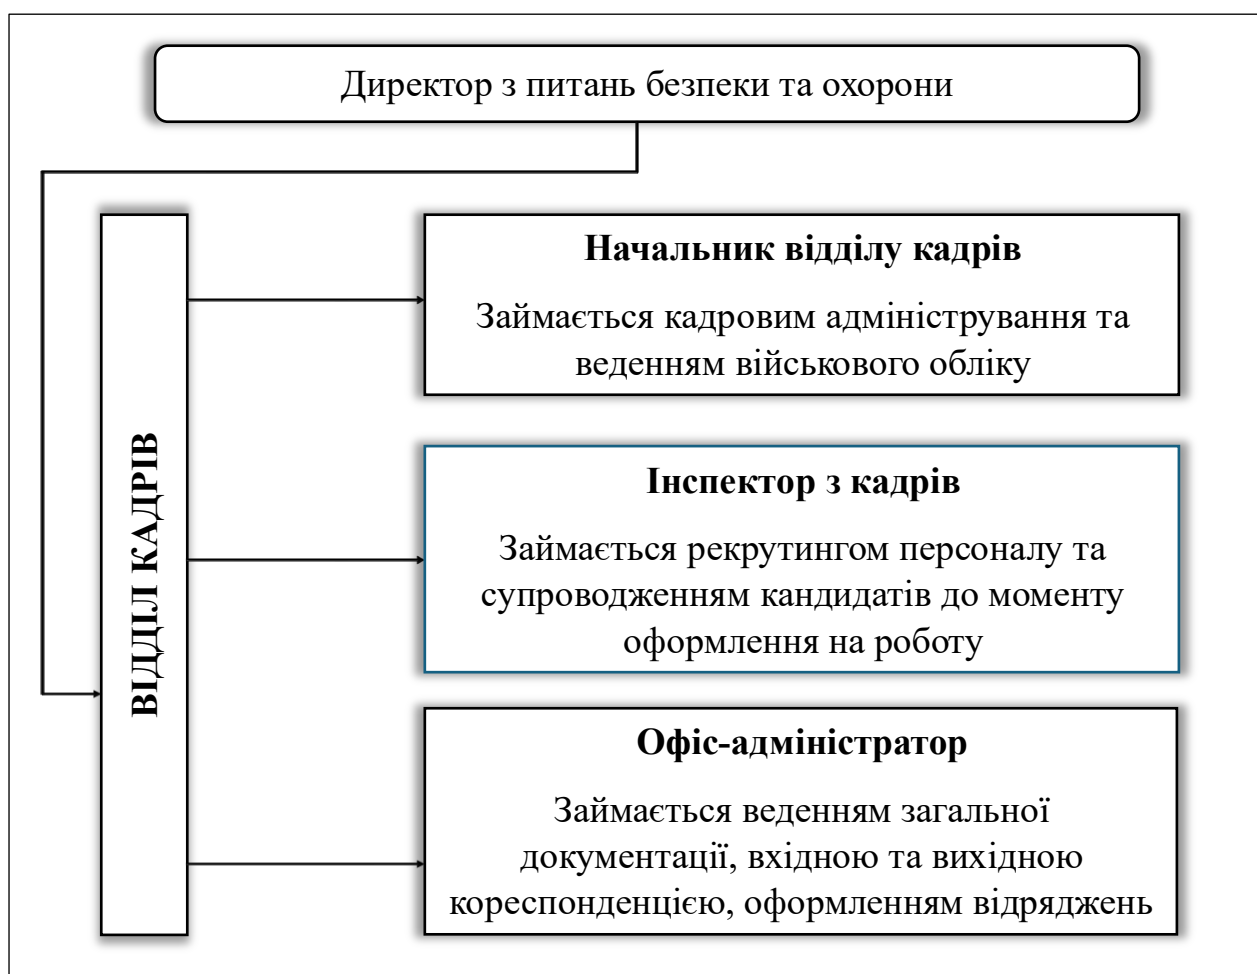 Директор з питань безпеки та охорони
ВІДДІЛ КАДРІВ
Начальник відділу кадрів
Займається кадровим адміністрування та
веденням військового обліку
Інспектор з кадрів
Займається рекрутингом персоналу та
супроводженням кандидатів до моменту
оформлення на роботу
Офіс-адміністратор
Займається веденням загальної
документації, вхідною та вихідною
кореспонденцією, оформленням відряджень